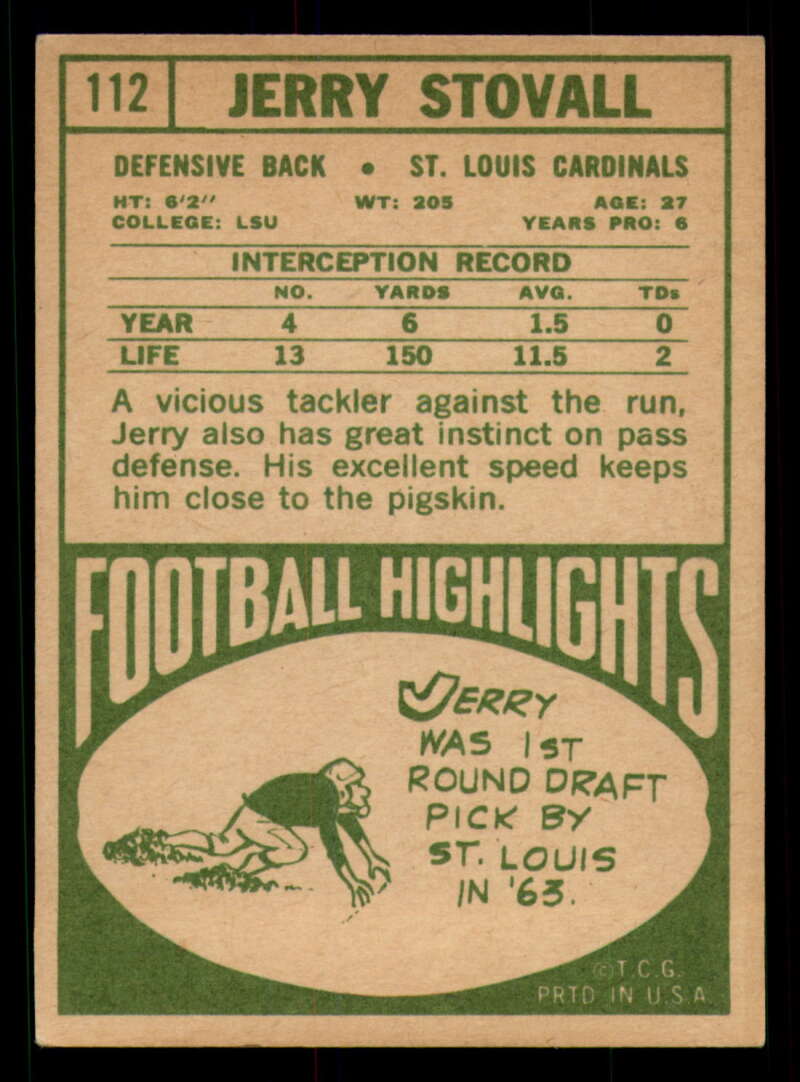 112 JERRY STOVALL
DEFENSIVE BACK • ST. LOUIS CARDINALS
HT: 6'2" WT: 205 AGE: 27
COLLEGE: LSU YEARS PRO: 6
INTERCEPTION RECORD
NO. YARDS AVG. TDs
YEAR 4 6 1.5 0
LIFE 13 150 11.5 2
A vicious tackler against the run,
Jerry also has great instinct on pass
defense. His excellent speed keeps
him close to the pigskin.
FOOTBALL HIGHLIGHTS
JERRY
WAS 1ST
ROUND DRAFT
PICK BY
ST. LOUIS
IN '63.
© T.C.G.
PRTD IN U.S.A.